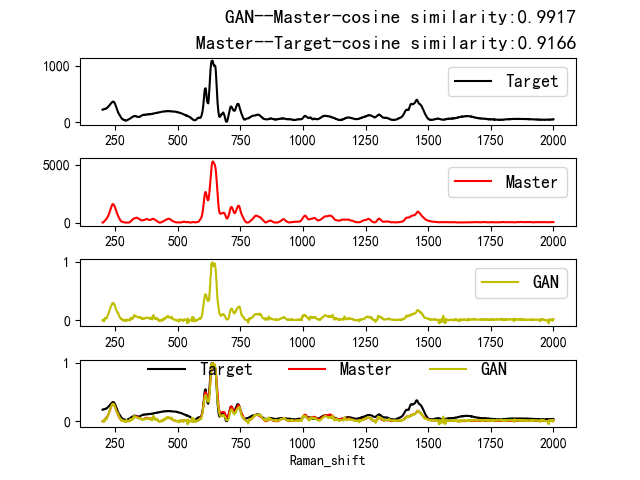 GAN--Master-cosine similarity:0.9917
Master--Target-cosine similarity:0.9166
1000
0
Target
250 500 750 1000 1250 1500 1750 2000
5000
0
Master
250 500 750 1000 1250 1500 1750 2000
1
0
GAN
250 500 750 1000 1250 1500 1750 2000
1
0
Target Master GAN
250 500 750 1000 1250 1500 1750 2000
Raman_shift